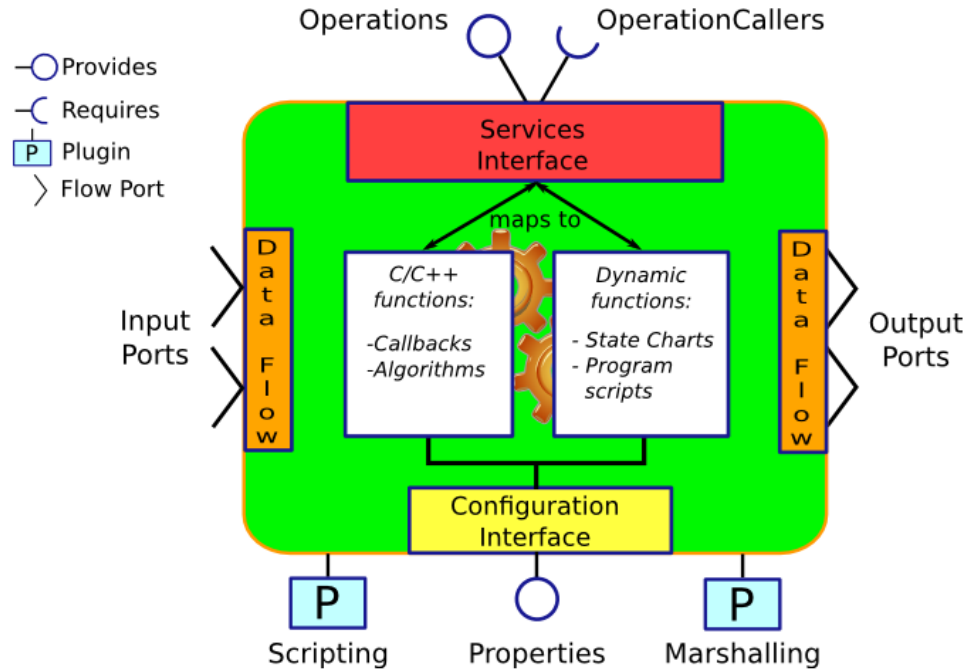 Operations
OperationCallers
Provides
Requires
P
Plugin
Flow Port
Services
Interface
maps to
Data Flow
Input
Ports
C/C++
functions:
-Callbacks
-Algorithms
Dynamic
functions:
- State Charts
- Program
scripts
Data Flow
Output
Ports
Configuration
Interface
P
Scripting
Properties
P
Marshalling